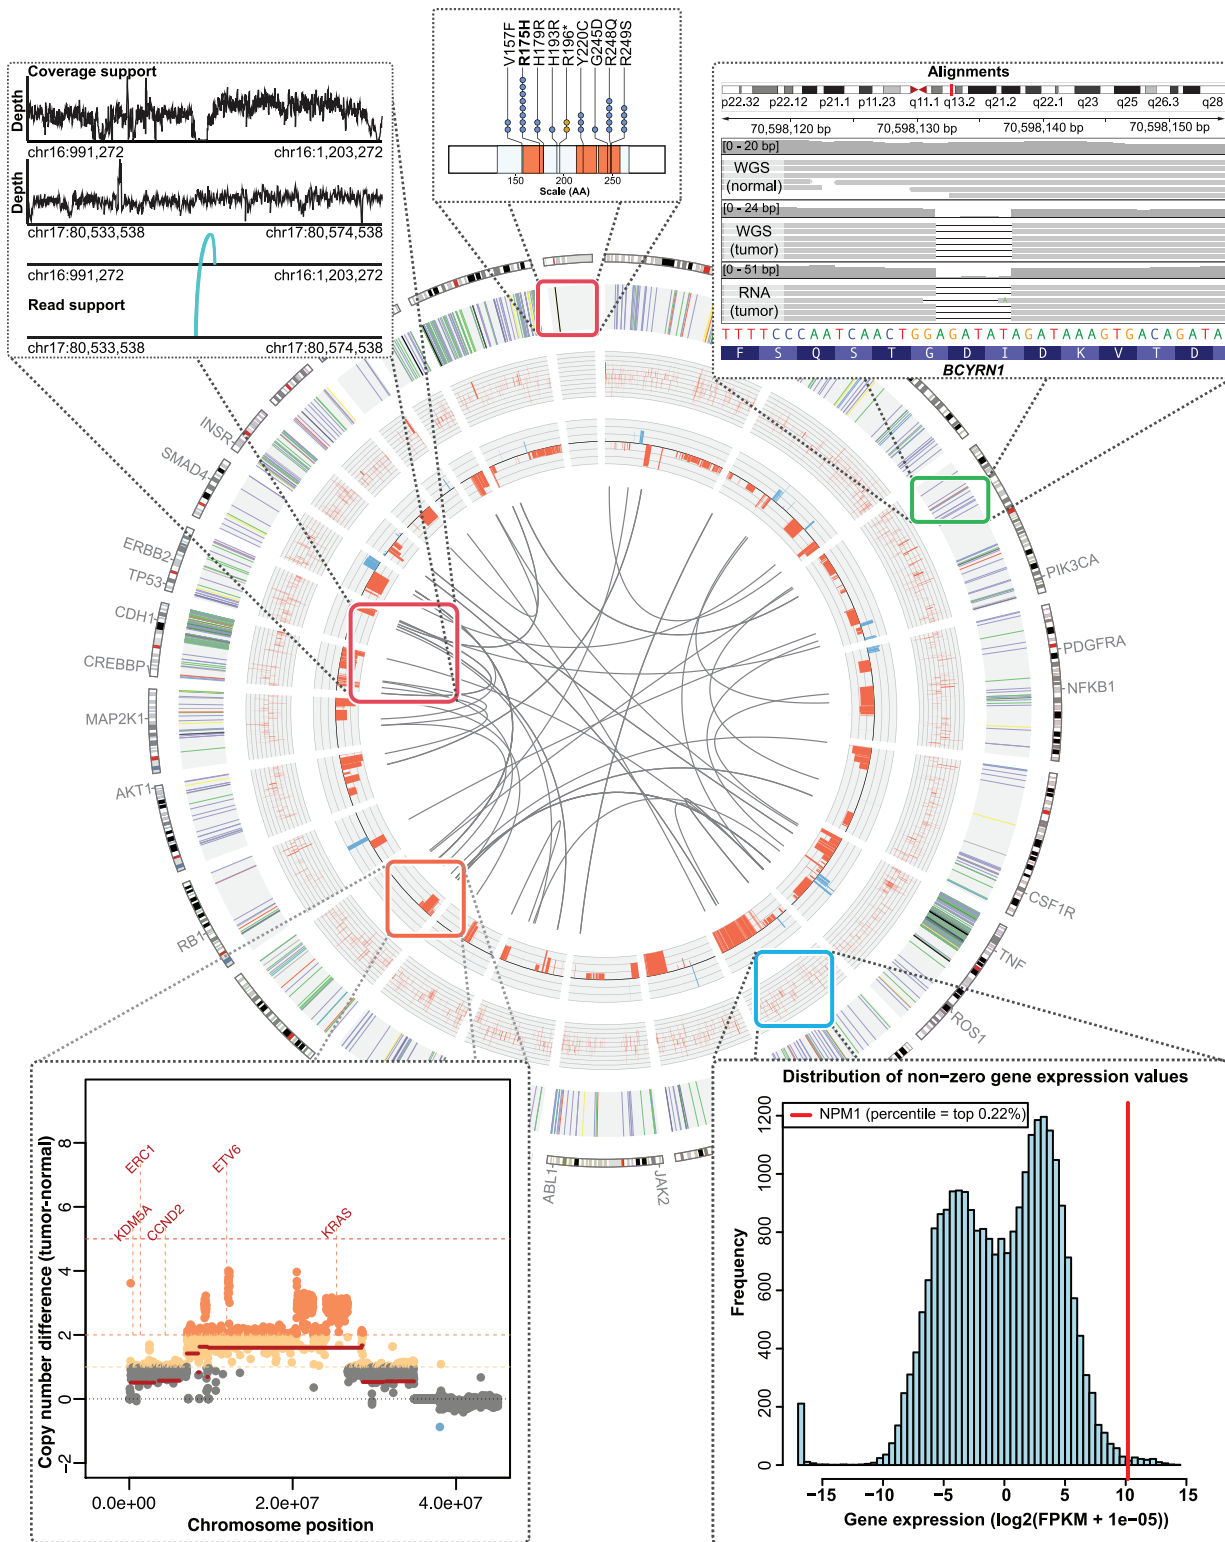 Coverage support
Depth
chr16:991,272 chr16:1,203,272
Depth
chr17:80,533,538 chr17:80,574,538
chr16:991,272 chr16:1,203,272
Read support
chr17:80,533,538 chr17:80,574,538
V157F
R175H
H179R
H193R
R196*
Y220C
G245D
R248Q
R249S
150 200 250
Scale (AA)
Alignments
p22.32 p22.12 p21.1 p11.23 q11.1 q13.2 q21.2 q22.1 q23 q25 q26.3 q28
70,598,120 bp 70,598,130 bp 70,598,140 bp 70,598,150 bp
[0 - 20 bp]
WGS
(normal)
[0 - 24 bp]
WGS
(tumor)
[0 - 51 bp]
RNA
(tumor)
A
TTTTCCCAATCAACTGGAGATATAGATAAAGTGACAGATA
F S Q S T G D I D K V T D
BCYRN1
INSR
SMAD4
ERBB2
TP53
CDH1
CREBBP
MAP2K1
AKT1
RB1
PIK3CA
PDGFRA
NFKB1
CSF1R
TNF
ROS1
JAK2
ABL1
Copy number difference (tumor-normal)
8
6
4
2
0
−2
ERC1
ETV6
KDM5A
CCND2
KRAS
0.0e+00 2.0e+07 4.0e+07
Chromosome position
Distribution of non−zero gene expression values
NPM1 (percentile = top 0.22%)
Frequency
1200
1000
800
600
400
200
0
−15 −10 −5 0 5 10 15
Gene expression (log2(FPKM + 1e−05))